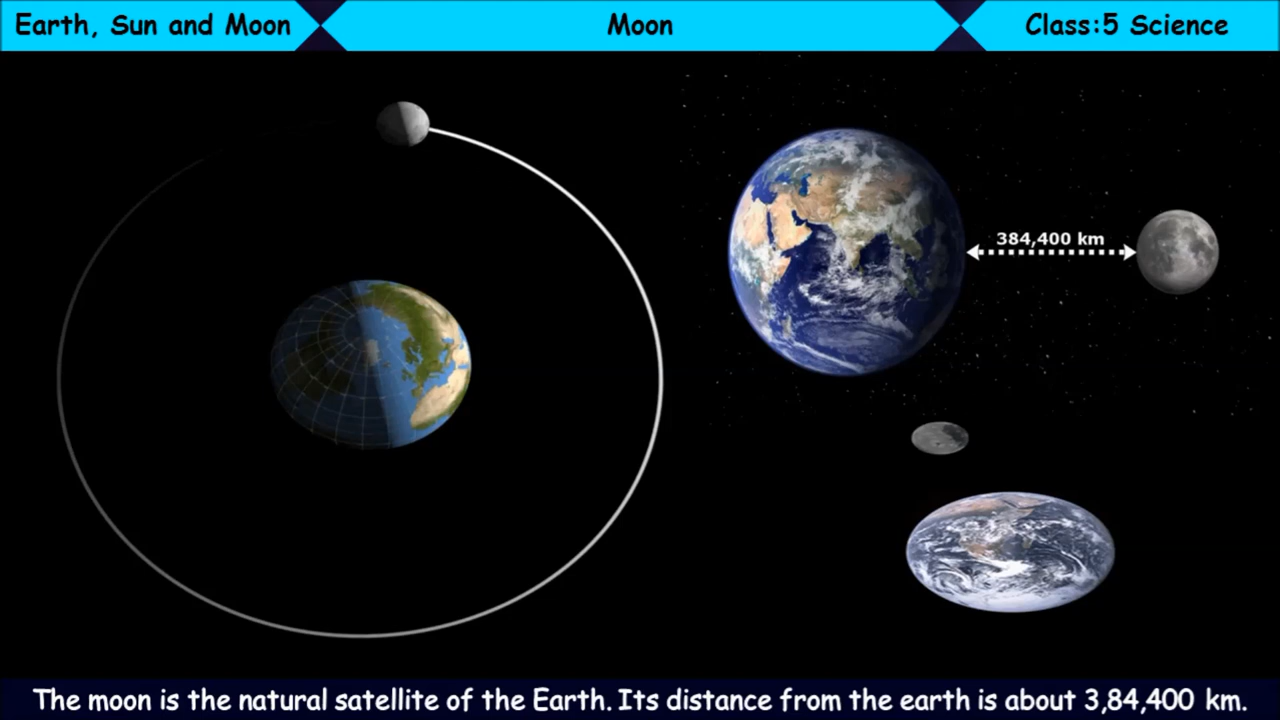 Earth, Sun and Moon
Moon
Class:5 Science
384,400 km
The moon is the natural satellite of the Earth. Its distance from the earth is about 3,84,400 km.